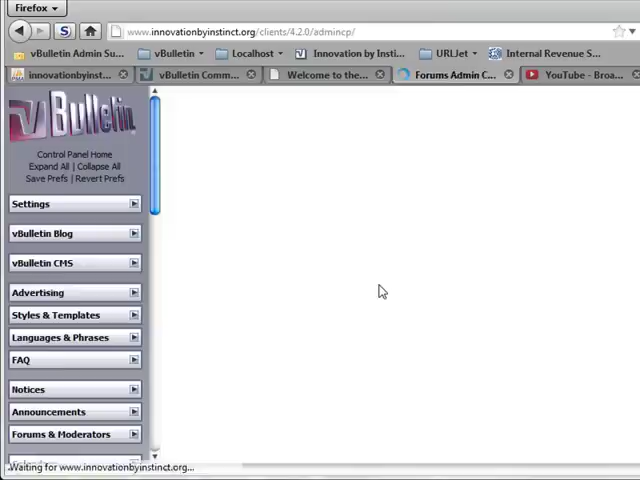 Firefox
www.innovationbyinstinct.org/clients/4.2.0/admincp/
vBulletin Admin Su... vBulletin Localhost Innovation by Insti... URLJet Internal Revenue S...
innovationbyinst... vBulletin Comm... Welcome to the... Forums Admin C... YouTube - Broa...
vBulletin
Control Panel Home
Expand All | Collapse All
Save Prefs | Revert Prefs
Settings
vBulletin Blog
vBulletin CMS
Advertising
Styles & Templates
Languages & Phrases
FAQ
Notices
Announcements
Forums & Moderators
Waiting for www.innovationbyinstinct.org...